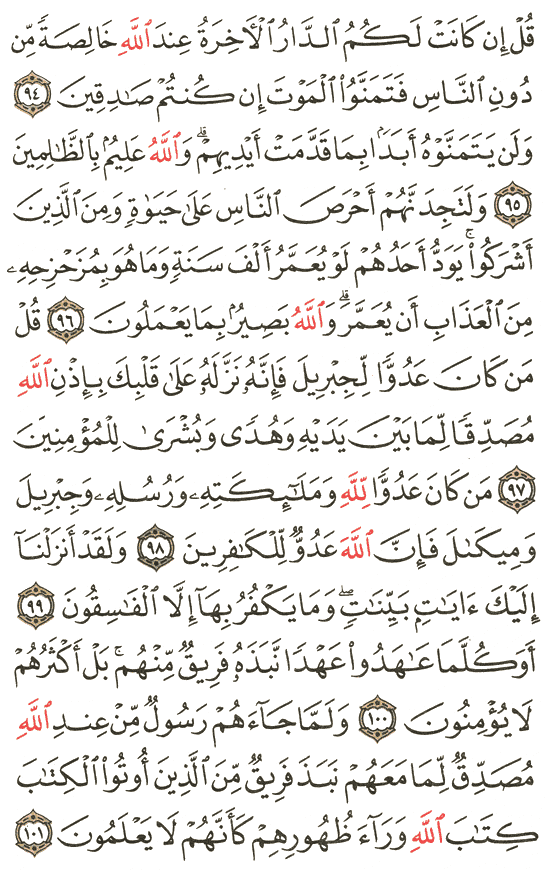 قُلْ إِن كَانَتْ لَكُمُ ٱلدَّارُ ٱلْأَخِرَةُ عِندَ ٱللَّهِ خَالِصَةً مِّن
دُونِ ٱلنَّاسِ فَتَمَنَّوُا۟ ٱلْمَوْتَ إِن كُنتُمْ صَٰدِقِينَ ٩٤
وَلَن يَتَمَنَّوْهُ أَبَدًۢا بِمَا قَدَّمَتْ أَيْدِيهِمْ ۗ وَٱللَّهُ عَلِيمٌۢ بِٱلظَّٰلِمِينَ
٩٥ وَلَتَجِدَنَّهُمْ أَحْرَصَ ٱلنَّاسِ عَلَىٰ حَيَوٰةٍ وَمِنَ ٱلَّذِينَ
أَشْرَكُوا۟ ۚ يَوَدُّ أَحَدُهُمْ لَوْ يُعَمَّرُ أَلْفَ سَنَةٍ وَمَا هُوَ بِمُزَحْزِحِهِۦ
مِنَ ٱلْعَذَابِ أَن يُعَمَّرَ ۗ وَٱللَّهُ بَصِيرٌۢ بِمَا يَعْمَلُونَ ٩٦ قُلْ
مَن كَانَ عَدُوًّا لِّجِبْرِيلَ فَإِنَّهُۥ نَزَّلَهُۥ عَلَىٰ قَلْبِكَ بِإِذْنِ ٱللَّهِ
مُصَدِّقًا لِّمَا بَيْنَ يَدَيْهِ وَهُدًى وَبُشْرَىٰ لِلْمُؤْمِنِينَ
٩٧ مَن كَانَ عَدُوًّا لِّلَّهِ وَمَلَٰٓئِكَتِهِۦ وَرُسُلِهِۦ وَجِبْرِيلَ
وَمِيكَىٰلَ فَإِنَّ ٱللَّهَ عَدُوٌّ لِّلْكَٰفِرِينَ ٩٨ وَلَقَدْ أَنزَلْنَآ
إِلَيْكَ ءَايَٰتٍۭ بَيِّنَٰتٍ ۖ وَمَا يَكْفُرُ بِهَآ إِلَّا ٱلْفَٰسِقُونَ ٩٩
أَوَكُلَّمَا عَٰهَدُوا۟ عَهْدًا نَّبَذَهُۥ فَرِيقٌ مِّنْهُم ۚ بَلْ أَكْثَرُهُمْ
لَا يُؤْمِنُونَ ١٠٠ وَلَمَّا جَآءَهُمْ رَسُولٌ مِّنْ عِندِ ٱللَّهِ
مُصَدِّقٌ لِّمَا مَعَهُمْ نَبَذَ فَرِيقٌ مِّنَ ٱلَّذِينَ أُوتُوا۟ ٱلْكِتَٰبَ
كِتَٰبَ ٱللَّهِ وَرَآءَ ظُهُورِهِمْ كَأَنَّهُمْ لَا يَعْلَمُونَ ١٠١